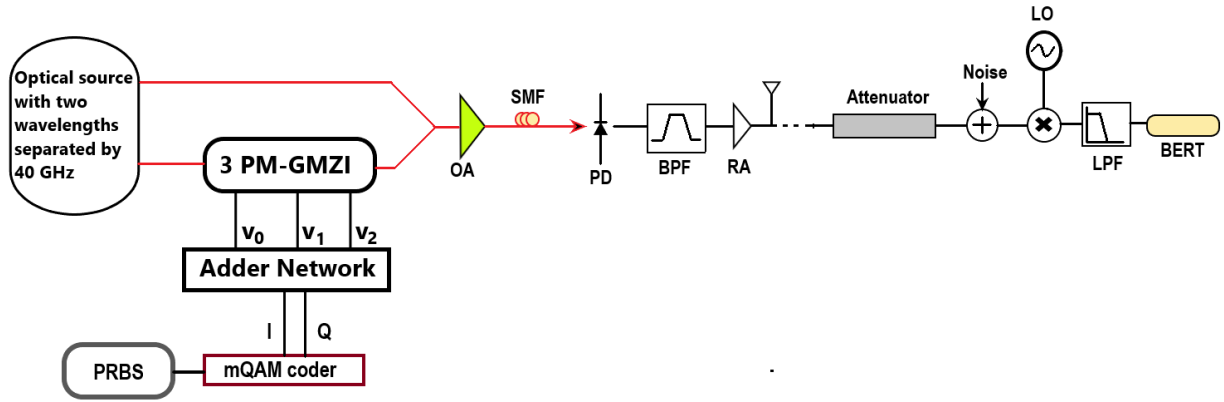 Optical source
with two
wavelengths
separated by
40 GHz
3 PM-GMZI
v0
v1
v2
Adder Network
I
Q
PRBS
mQAM coder
OA
SMF
PD
BPF
RA
Attenuator
Noise
LO
LPF
BERT